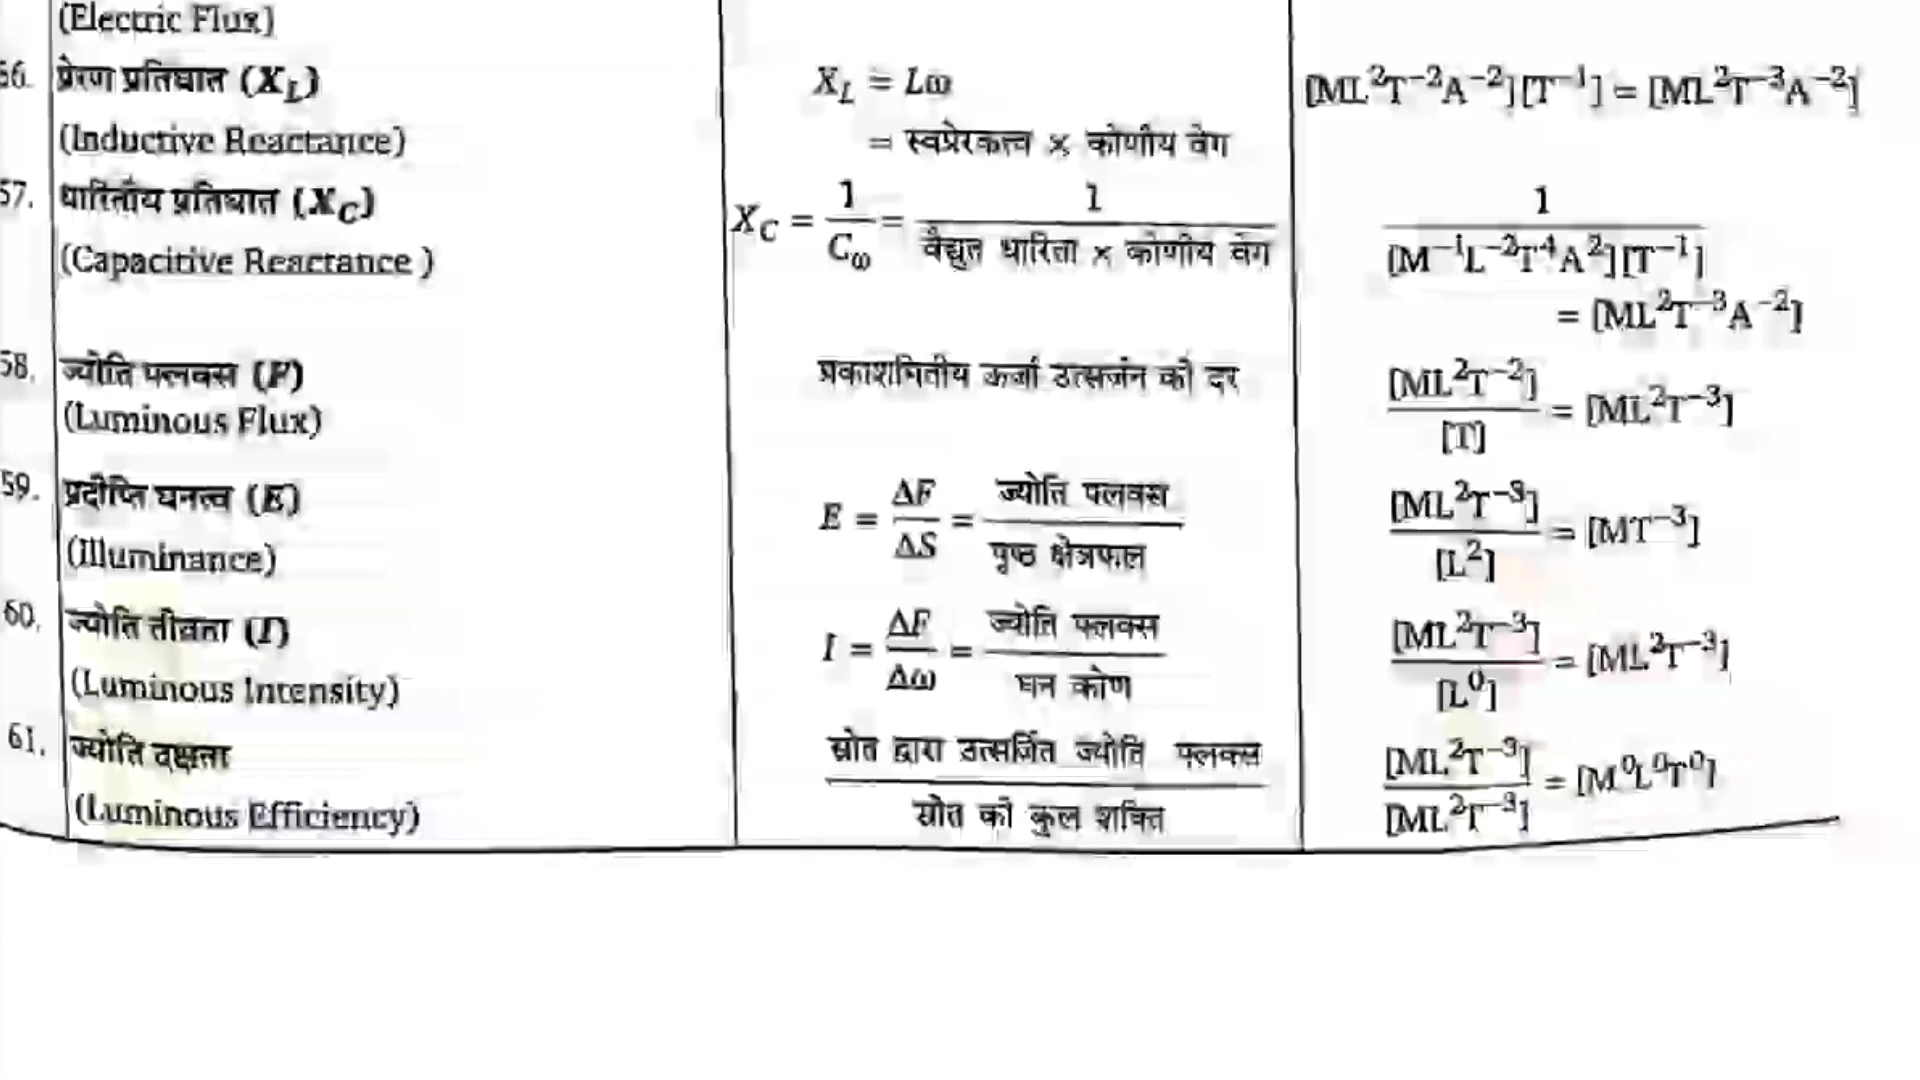 (Electric Flux)
56. प्रेरण प्रतिघात (X_L) X_L = Lω [ML²T⁻²A⁻²][T⁻¹] = [ML²T⁻³A⁻²]
(Inductive Reactance) = स्वप्रेरकत्त्व × कोणीय वेग
57. धारितीय प्रतिघात (X_C) X_C = 1/C_ω = 1/वैद्युत धारिता × कोणीय वेग 1/[M⁻¹L⁻²T⁴A²][T⁻¹]
(Capacitive Reactance )
= [ML²T⁻³A⁻²]
58. ज्योति फ्लक्स (F) प्रकाशमितीय ऊर्जा उत्सर्जन की दर [ML²T⁻²]/[T] = [ML²T⁻³]
(Luminous Flux)
59. प्रदीप्ति घनत्त्व (E) E = ΔF/ΔS = ज्योति फ्लक्स/पृष्ठ क्षेत्रफल [ML²T⁻³]/[L²] = [MT⁻³]
(Illuminance)
60. ज्योति तीव्रता (I) I = ΔF/Δω = ज्योति फ्लक्स/घन कोण [ML²T⁻³]/[L⁰] = [ML²T⁻³]
(Luminous Intensity)
61. ज्योति दक्षता स्रोत द्वारा उत्सर्जित ज्योति फ्लक्स/स्रोत की कुल शक्ति [ML²T⁻³]/[ML²T⁻³] = [M⁰L⁰T⁰]
(Luminous Efficiency)